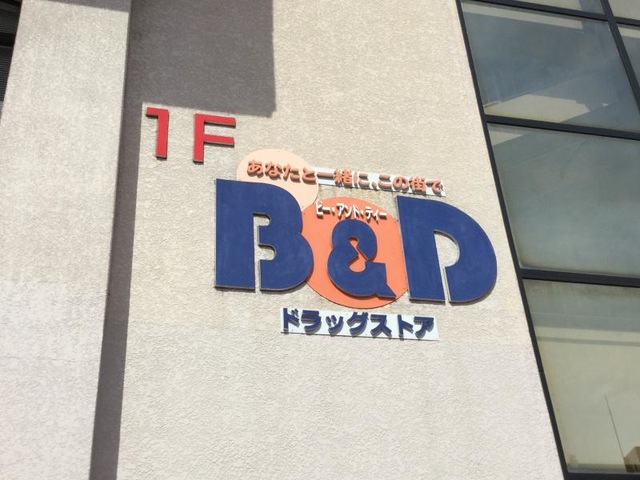 1F
あなたと一緒に、この街で
ビー・アンド・ディー
B&D
ドラッグストア